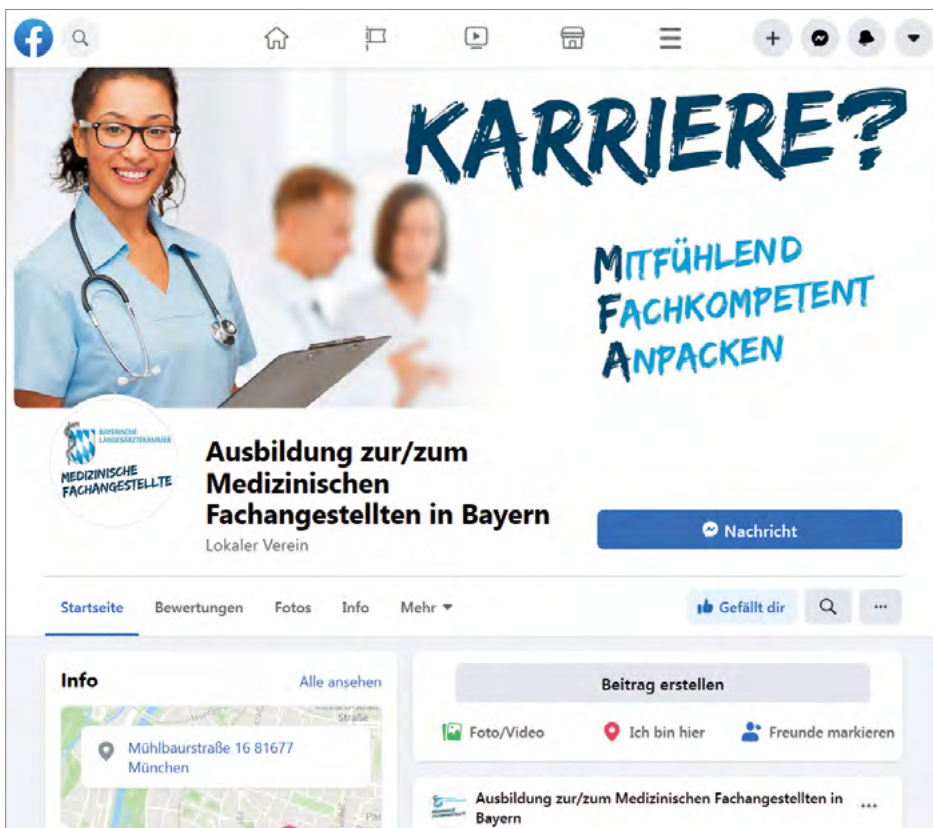 KARRIERE?
MITFÜHLEND
FACHKOMPETENT
ANPACKEN
BAYERISCHE
LANDESÄRZTEKAMMER
MEDIZINISCHE
FACHANGESTELLTE
Ausbildung zur/zum
Medizinischen
Fachangestellten in Bayern
Lokaler Verein
Nachricht
Startseite Bewertungen Fotos Info Mehr
Gefällt dir
Info Alle ansehen
Straße
Mühlbaurstraße 16 81677
München
Beitrag erstellen
Foto/Video Ich bin hier Freunde markieren
Ausbildung zur/zum Medizinischen Fachangestellten in
Bayern